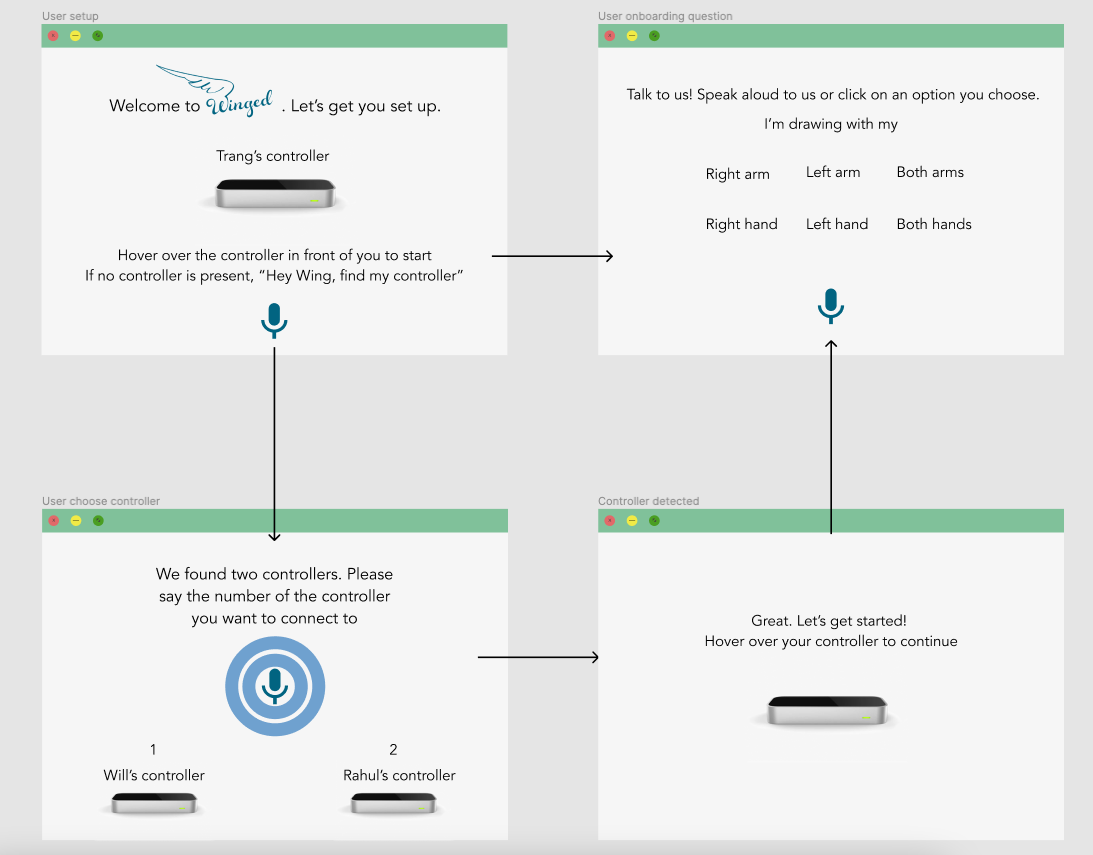 User setup
Welcome to Winged . Let's get you set up.
Trang's controller
Hover over the controller in front of you to start
If no controller is present, “Hey Wing, find my controller”
User onboarding question
Talk to us! Speak aloud to us or click on an option you choose.
I'm drawing with my
Right arm Left arm Both arms
Right hand Left hand Both hands
User choose controller
We found two controllers. Please
say the number of the controller
you want to connect to
1 2
Will's controller Rahul's controller
Controller detected
Great. Let's get started!
Hover over your controller to continue